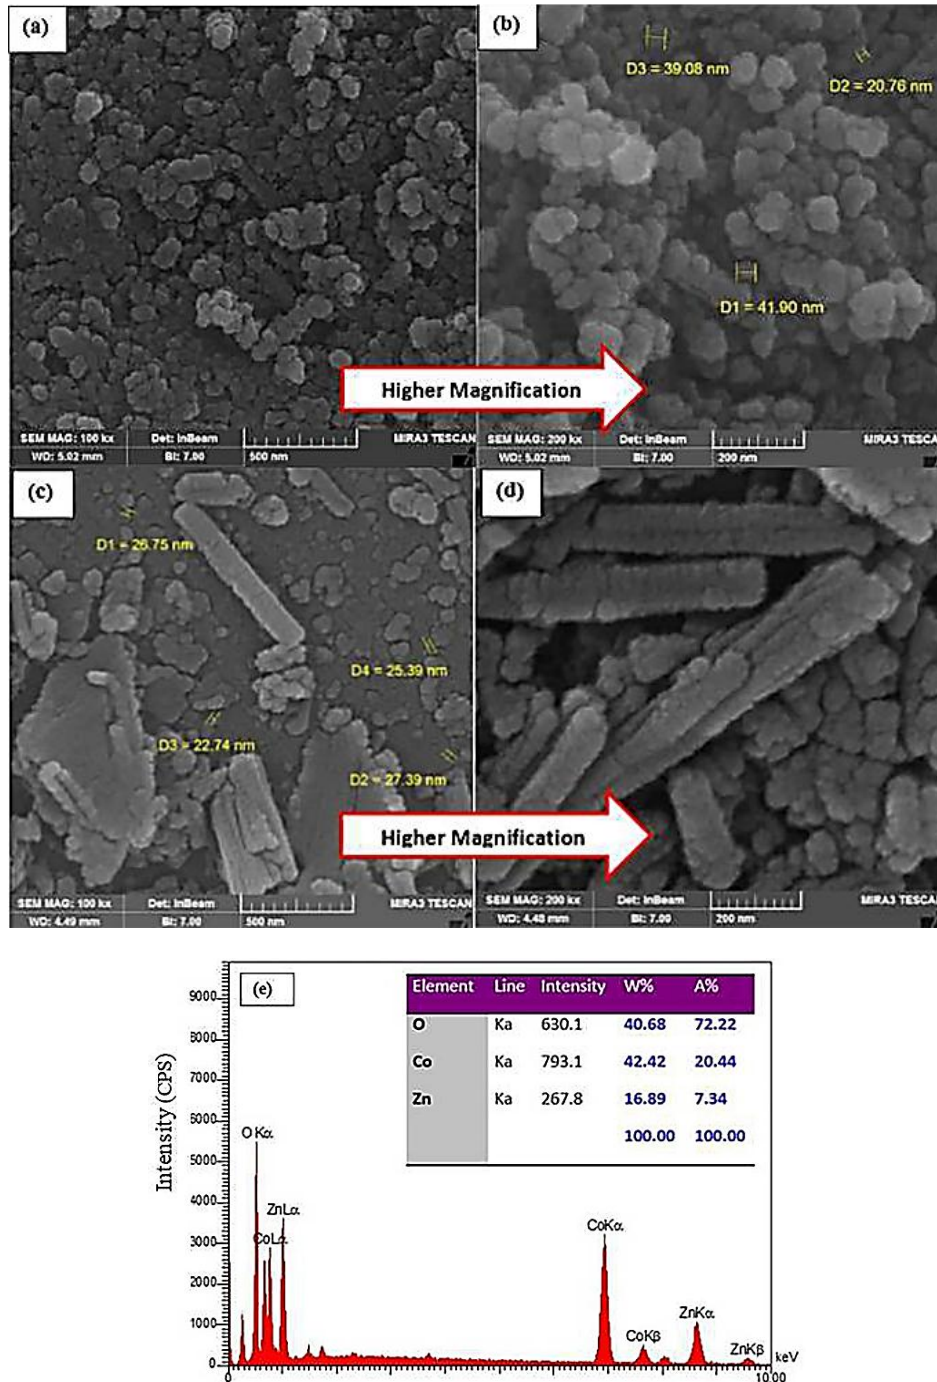 (a)
(b)
D3 = 39.08 nm
D2 = 20.76 nm
D1 = 41.90 nm
Higher Magnification
SEM MAG: 100 kx Det: InBeam MIRA3 TESCAN
WD: 5.02 mm BI: 7.00 500 nm
SEM MAG: 200 kx Det: InBeam MIRA3 TESCAN
WD: 5.02 mm BI: 7.00 200 nm
(c)
(d)
D1 = 26.75 nm
D4 = 25.39 nm
D3 = 22.74 nm
D2 = 27.39 nm
Higher Magnification
SEM MAG: 100 kx Det: InBeam MIRA3 TESCAN
WD: 4.49 mm BI: 7.00 500 nm
SEM MAG: 200 kx Det: InBeam MIRA3 TESCAN
WD: 4.48 mm BI: 7.00 200 nm
(e)
Element Line Intensity W% A%
O Ka 630.1 40.68 72.22
Co Ka 793.1 42.42 20.44
Zn Ka 267.8 16.89 7.34
100.00 100.00
Intensity (CPS)
9000
8000
7000
6000
5000
4000
3000
2000
1000
0
O Kα
ZnLα
CoLα
CoKα
CoKβ
ZnKα
ZnKβ
keV
0
10.00